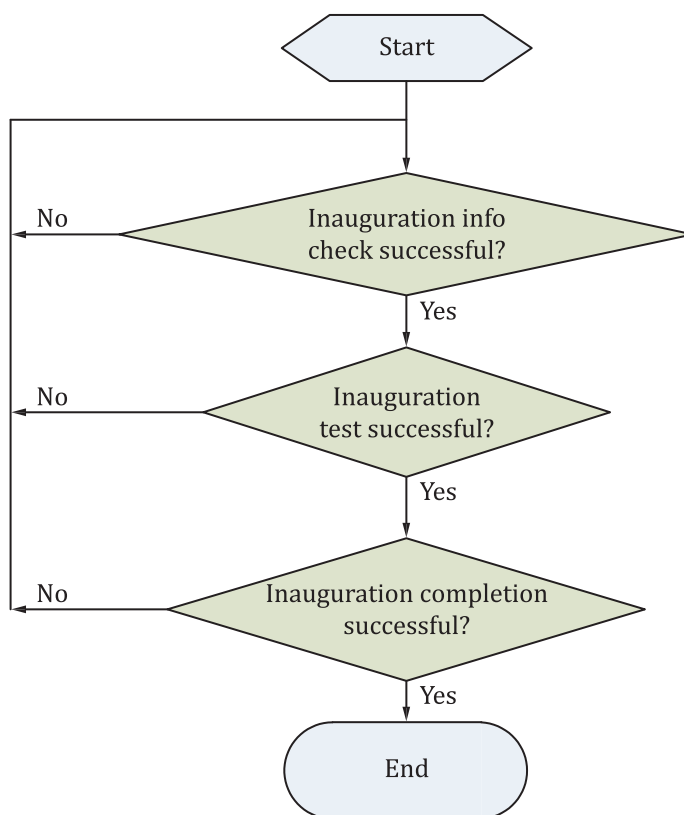 Start
No
Inauguration info
check successful?
Yes
No
Inauguration
test successful?
Yes
No
Inauguration completion
successful?
Yes
End